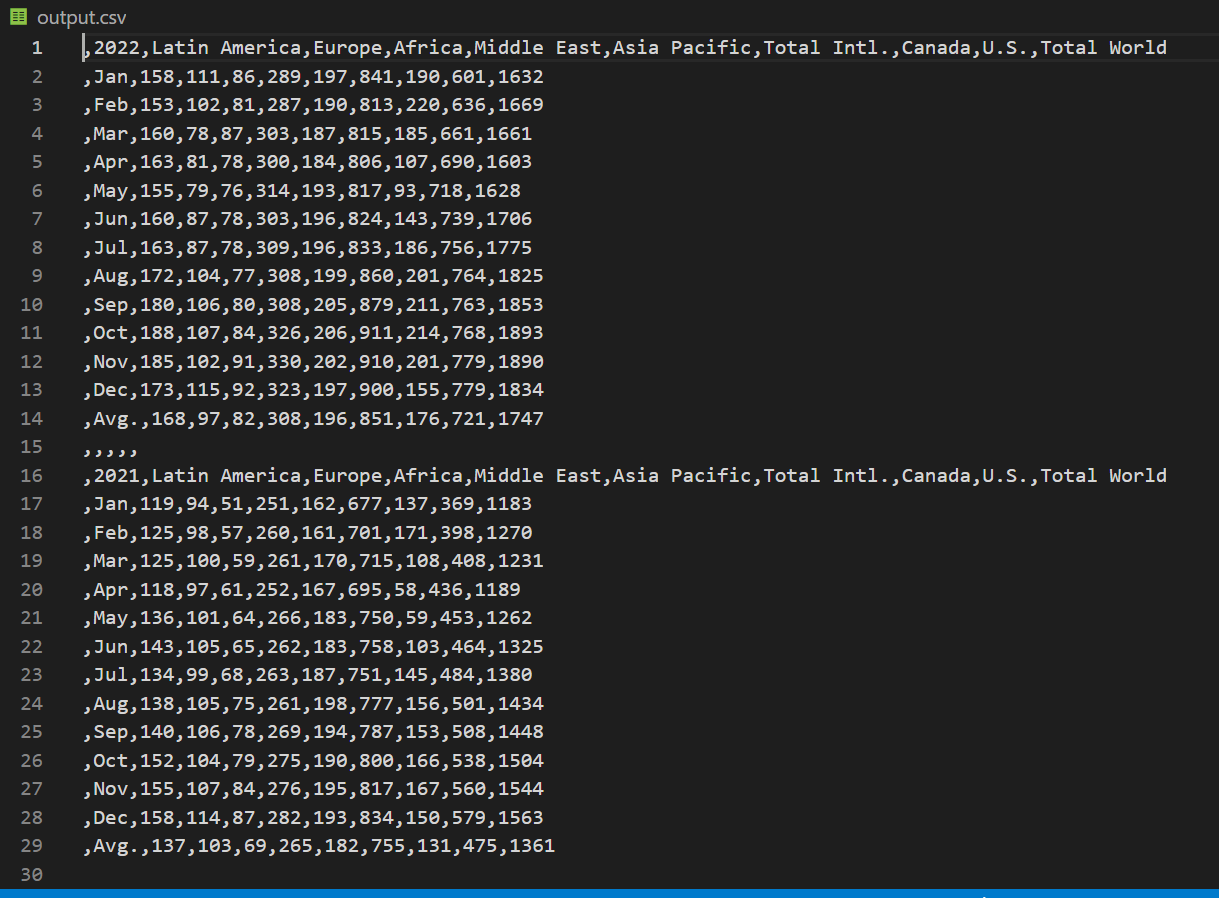 output.csv
1 ,2022,Latin America,Europe,Africa,Middle East,Asia Pacific,Total Intl.,Canada,U.S.,Total World
2 ,Jan,158,111,86,289,197,841,190,601,1632
3 ,Feb,153,102,81,287,190,813,220,636,1669
4 ,Mar,160,78,87,303,187,815,185,661,1661
5 ,Apr,163,81,78,300,184,806,107,690,1603
6 ,May,155,79,76,314,193,817,93,718,1628
7 ,Jun,160,87,78,303,196,824,143,739,1706
8 ,Jul,163,87,78,309,196,833,186,756,1775
9 ,Aug,172,104,77,308,199,860,201,764,1825
10 ,Sep,180,106,80,308,205,879,211,763,1853
11 ,Oct,188,107,84,326,206,911,214,768,1893
12 ,Nov,185,102,91,330,202,910,201,779,1890
13 ,Dec,173,115,92,323,197,900,155,779,1834
14 ,Avg.,168,97,82,308,196,851,176,721,1747
15 ,,,,,
16 ,2021,Latin America,Europe,Africa,Middle East,Asia Pacific,Total Intl.,Canada,U.S.,Total World
17 ,Jan,119,94,51,251,162,677,137,369,1183
18 ,Feb,125,98,57,260,161,701,171,398,1270
19 ,Mar,125,100,59,261,170,715,108,408,1231
20 ,Apr,118,97,61,252,167,695,58,436,1189
21 ,May,136,101,64,266,183,750,59,453,1262
22 ,Jun,143,105,65,262,183,758,103,464,1325
23 ,Jul,134,99,68,263,187,751,145,484,1380
24 ,Aug,138,105,75,261,198,777,156,501,1434
25 ,Sep,140,106,78,269,194,787,153,508,1448
26 ,Oct,152,104,79,275,190,800,166,538,1504
27 ,Nov,155,107,84,276,195,817,167,560,1544
28 ,Dec,158,114,87,282,193,834,150,579,1563
29 ,Avg.,137,103,69,265,182,755,131,475,1361
30